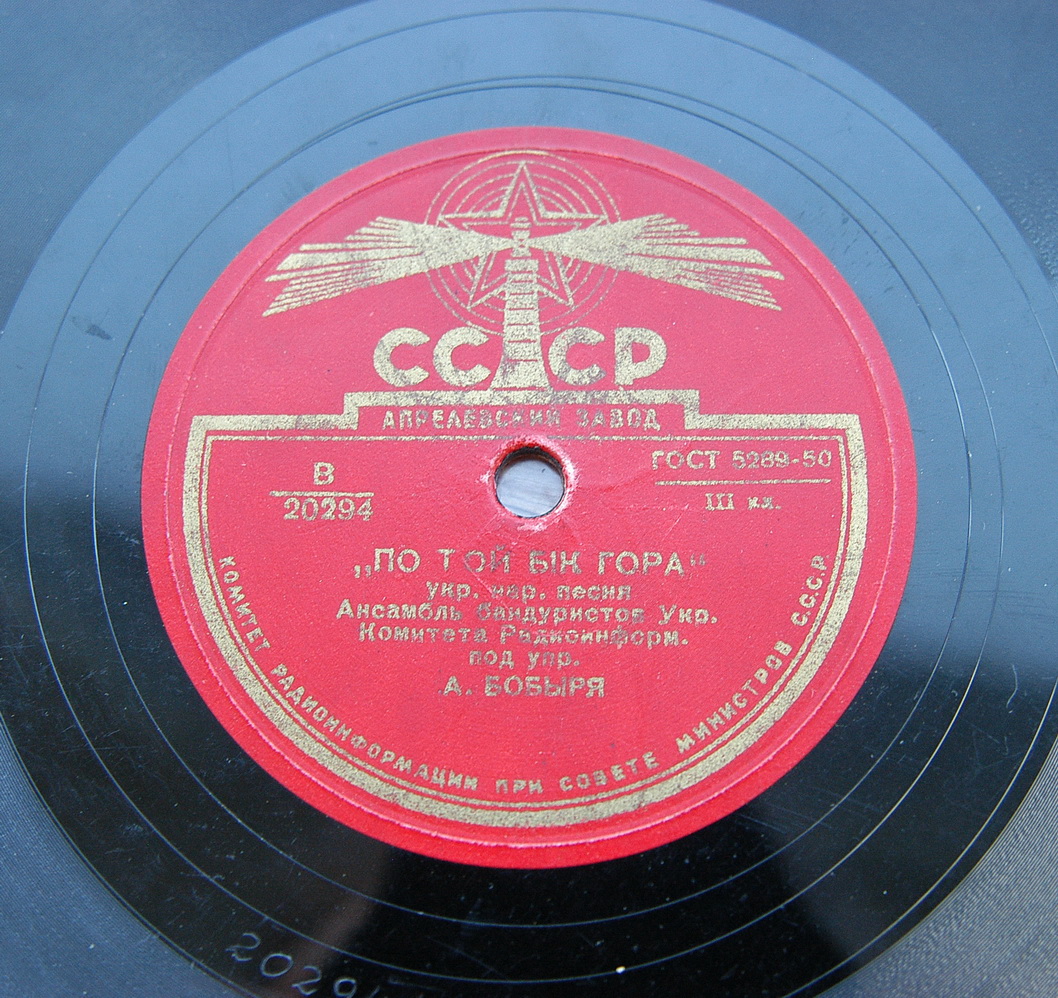 СССР
АПРЕЛЕВСКИЙ ЗАВОД
В
20294
ГОСТ 5289-50
III кл.
„ПО ТОЙ БІК ГОРА“
укр. нар. песня
Ансамбль бандуристов Укр.
Комитета Радиоинформ.
под упр.
А. БОБЫРЯ
КОМИТЕТ РАДИОИНФОРМАЦИИ ПРИ СОВЕТЕ МИНИСТРОВ С.С.С.Р.